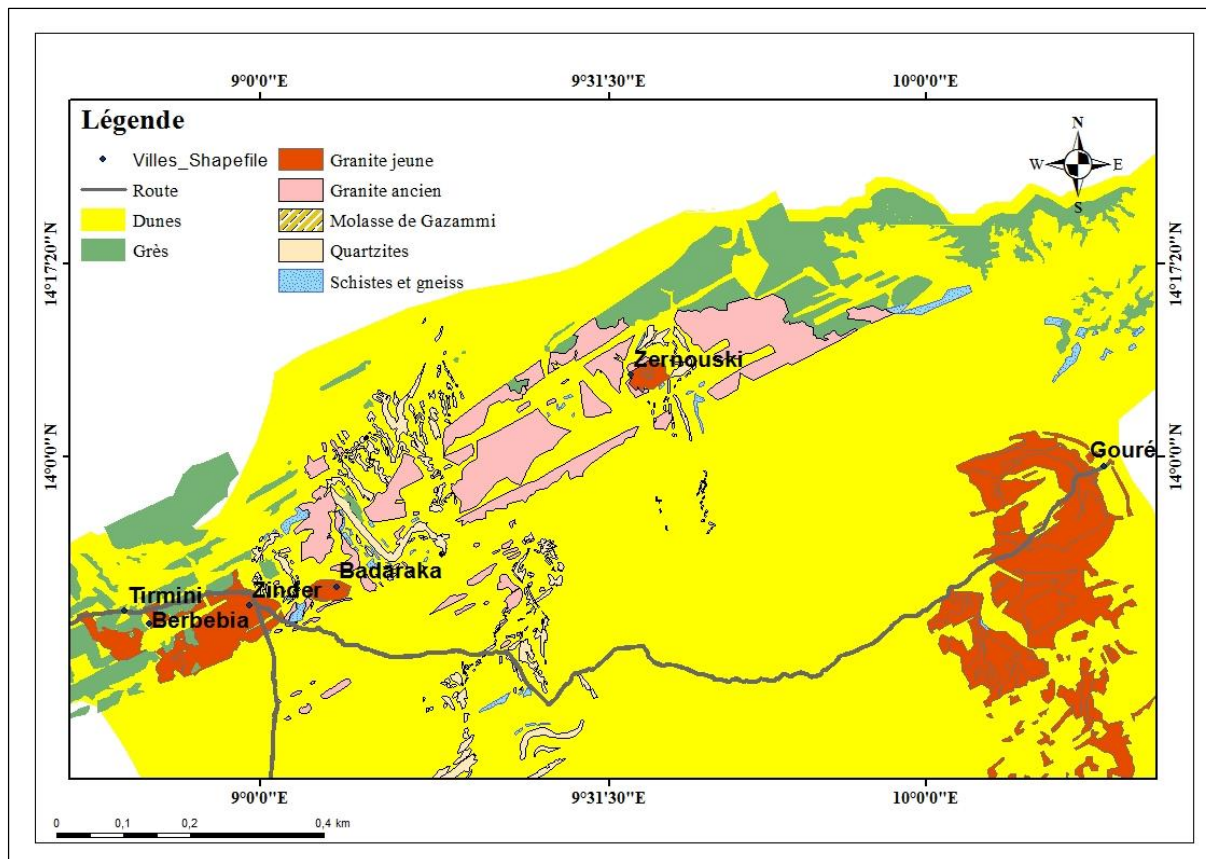 9°0'0"E 9°31'30"E 10°0'0"E
Légende
Villes_Shapefile
Route
Dunes
Grès
Granite jeune
Granite ancien
Molasse de Gazammi
Quartzites
Schistes et gneiss
N
W E
S
14°17'20"N 14°17'20"N
Zernouski
14°0'0"N 14°0'0"N
Gouré
Badaraka
Tirmini Zinder
Berbebia
9°0'0"E 9°31'30"E 10°0'0"E
0 0,1 0,2 0,4 km